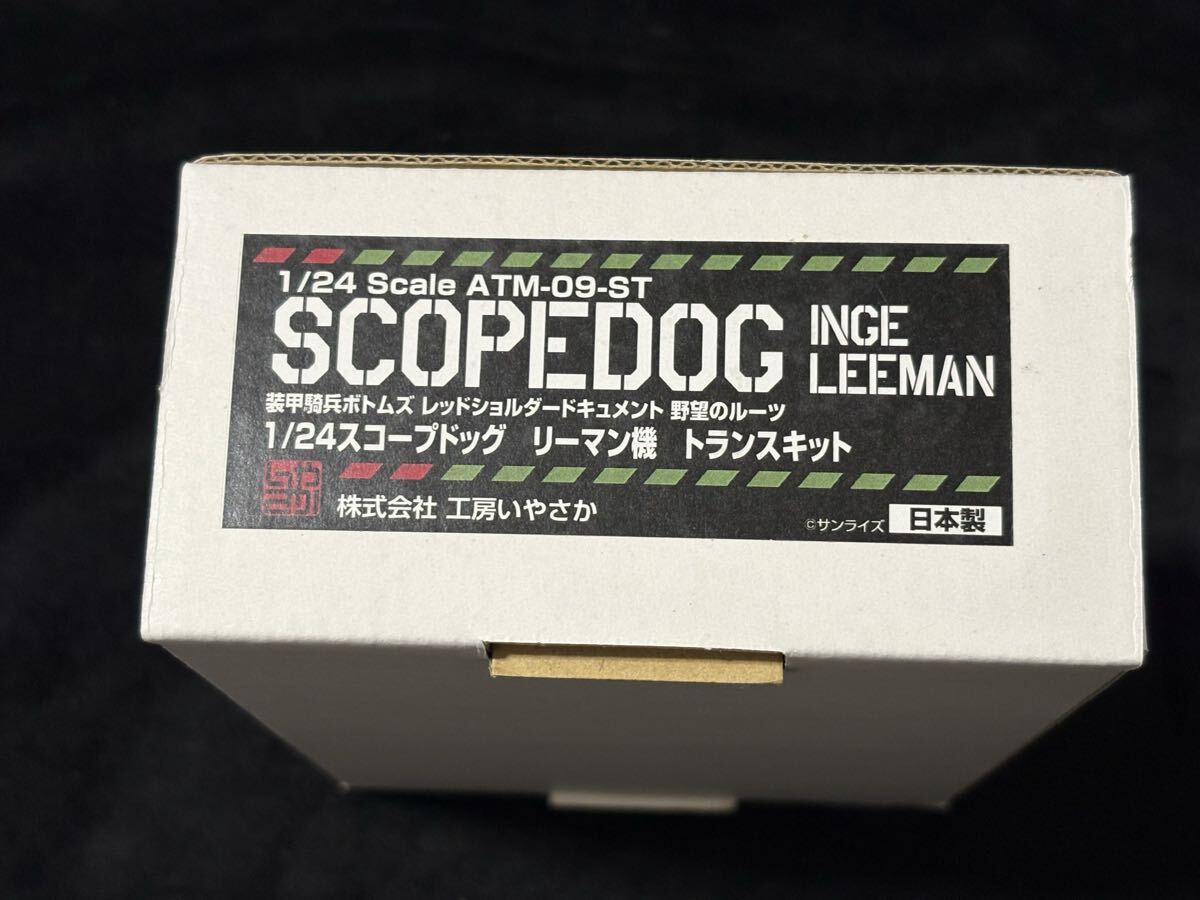 1/24 Scale ATM-09-ST
SCOPEDOG INGE LEEMAN
装甲騎兵ボトムズ レッドショルダードキュメント 野望のルーツ
1/24スコープドッグ リーマン機 トランスキット
株式会社 工房いやさか
©サンライズ 日本製